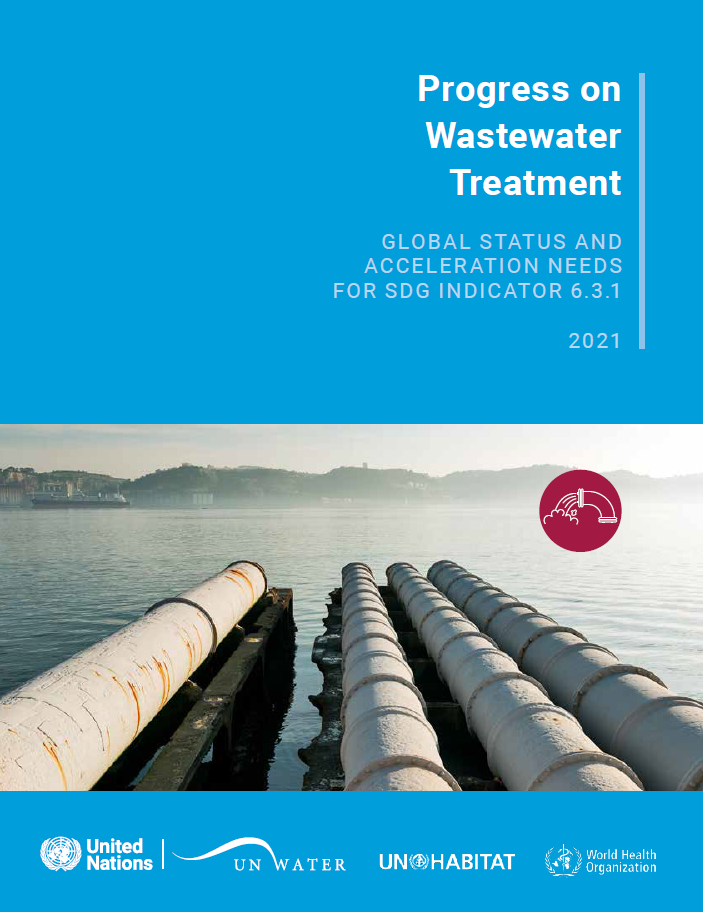 Progress on
Wastewater
Treatment
GLOBAL STATUS AND
ACCELERATION NEEDS
FOR SDG INDICATOR 6.3.1
2021
United
Nations
UN WATER
UN HABITAT
World Health
Organization